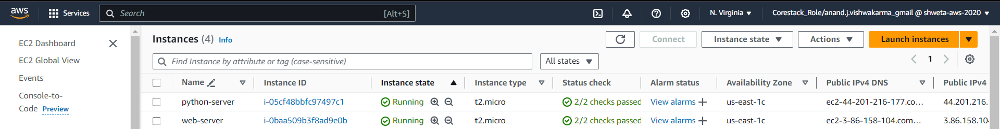 aws Services Search [Alt+S] N. Virginia Corestack_Role/anand.j.vishwakarma_gmail @ shweta-aws-2020
EC2 Dashboard
EC2 Global View
Events
Console-to-
Code Preview
Instances (4) Info Connect Instance state Actions Launch instances
Find Instance by attribute or tag (case-sensitive) All states 1
Name Instance ID Instance state Instance type Status check Alarm status Availability Zone Public IPv4 DNS Public IPv4
python-server i-05cf48bbfc97497c1 Running t2.micro 2/2 checks passed View alarms us-east-1c ec2-44-201-216-177.co... 44.201.216.
web-server i-0baa509b3f8ad9e0b Running t2.micro 2/2 checks passed View alarms us-east-1c ec2-3-86-158-104.com... 3.86.158.10